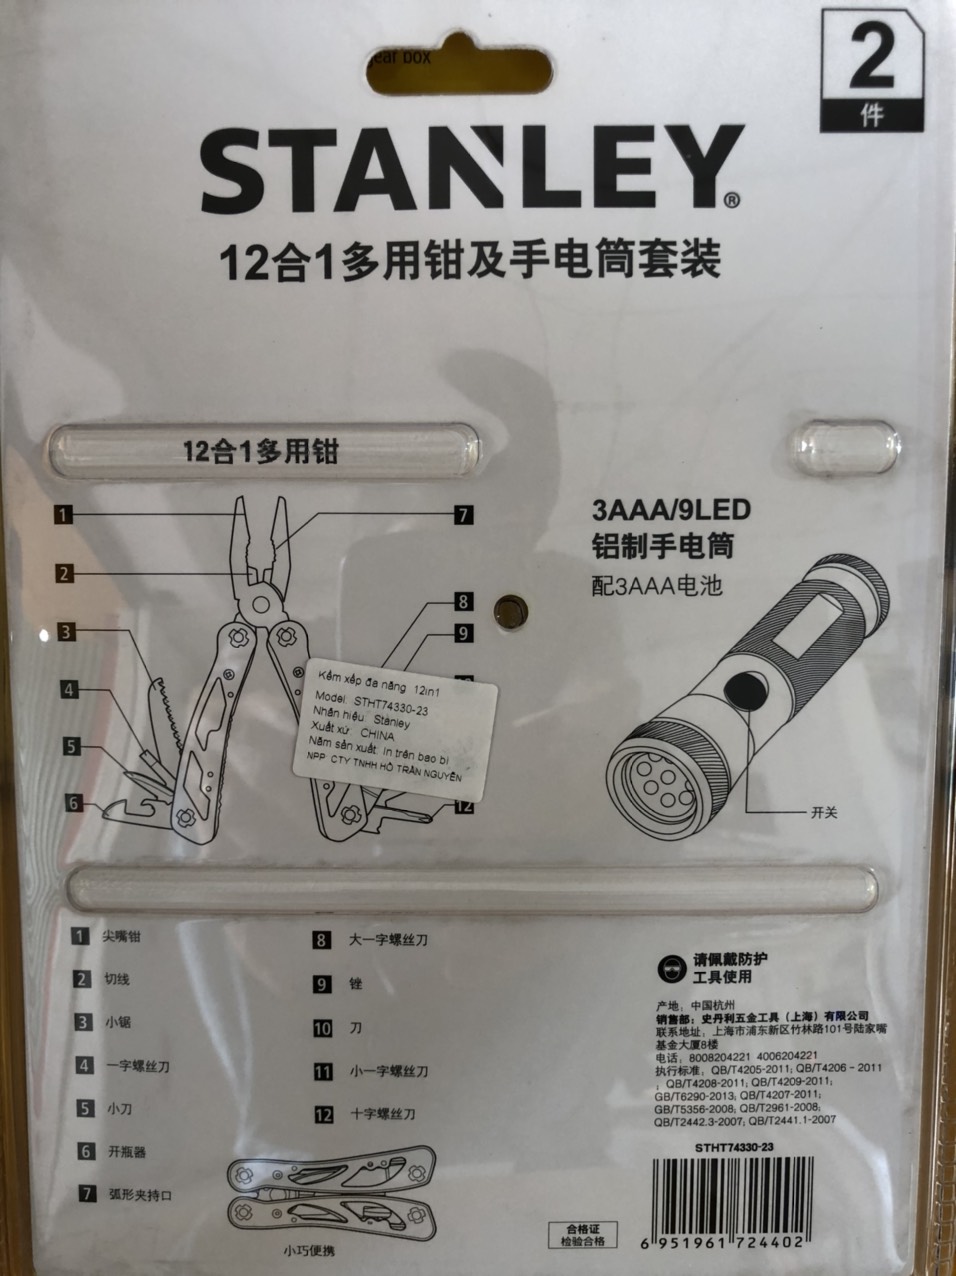 gear box
2
件
STANLEY®
12合1多用钳及手电筒套装
12合1多用钳
1
7
2
8
3
9
4
5
6
12
3AAA/9LED
铝制手电筒
配3AAA电池
开关
Kềm xếp đa năng 12in1
Model: STHT74330-23
Nhãn hiệu Stanley
Xuất xứ CHINA
Năm sản xuất in trên bao bì
NPP CTY TNHH HỒ TRẦN NGUYỄN
1 尖嘴钳
2 切线
3 小锯
4 一字螺丝刀
5 小刀
6 开瓶器
7 弧形夹持口
8 大一字螺丝刀
9 锉
10 刀
11 小一字螺丝刀
12 十字螺丝刀
小巧便携
请佩戴防护
工具使用
产地：中国杭州
销售部：史丹利五金工具（上海）有限公司
联系地址：上海市浦东新区竹林路101号陆家嘴
基金大厦8楼
电话：8008204221 4006204221
执行标准：QB/T4205-2011; QB/T4206-2011
; QB/T4208-2011; QB/T4209-2011;
GB/T6290-2013; QB/T4207-2011;
GB/T5356-2008; QB/T2961-2008;
QB/T2442.3-2007; QB/T2441.1-2007
STHT74330-23
合格证
检验合格
6 951961 724402